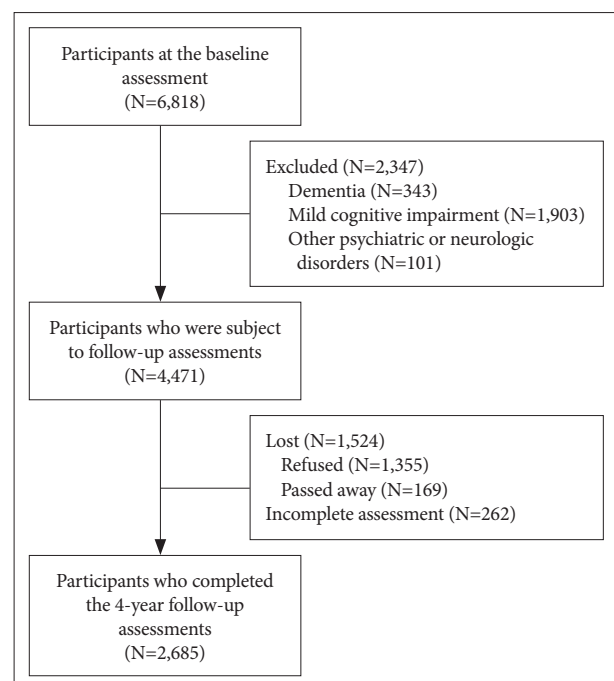 Participants at the baseline
assessment
(N=6,818)
Excluded (N=2,347)
Dementia (N=343)
Mild cognitive impairment (N=1,903)
Other psychiatric or neurologic
disorders (N=101)
Participants who were subject
to follow-up assessments
(N=4,471)
Lost (N=1,524)
Refused (N=1,355)
Passed away (N=169)
Incomplete assessment (N=262)
Participants who completed
the 4-year follow-up
assessments
(N=2,685)